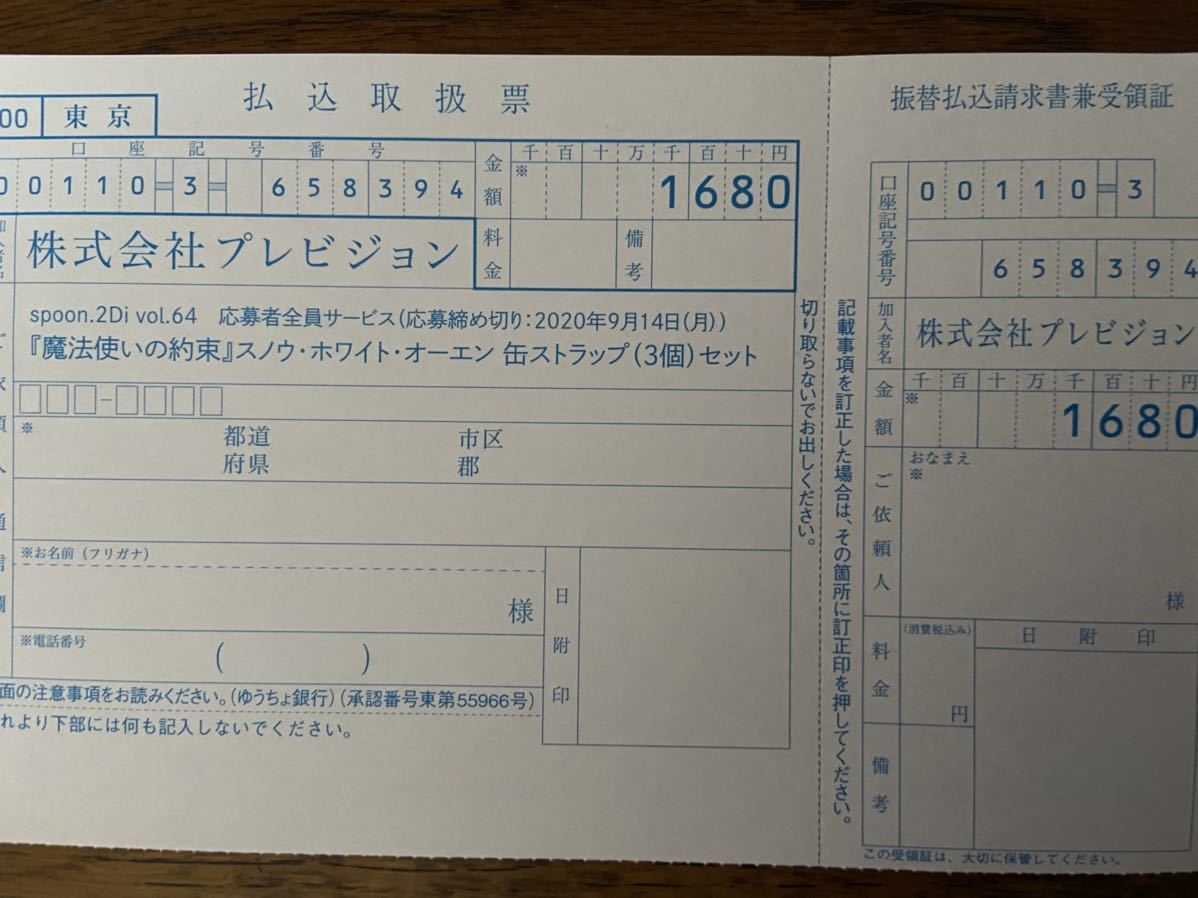 払込取扱票
00 東京
口座記号番号
00110=3= 658394
金額
千百十万千百十円
※
1680
加入者名
株式会社プレビジョン
料金
備考
spoon.2Di vol.64 応募者全員サービス(応募締め切り:2020年9月14日(月))
『魔法使いの約束』スノウ・ホワイト・オーエン 缶ストラップ(3個)セット
ご依頼人・通信欄
※
都道 市区
府県 郡
※お名前(フリガナ)
様
※電話番号
( )
日附印
面の注意事項をお読みください。(ゆうちょ銀行)(承認番号東第55966号)
れより下部には何も記入しないでください。
切り取らないでお出しください。
記載事項を訂正した場合は、その箇所に訂正印を押してください。
振替払込請求書兼受領証
口座記号番号
00110=3
658394
加入者名
株式会社プレビジョン
金額
千百十万千百十円
※
1680
ご依頼人
おなまえ
※
様
料金
(消費税込み)
円
日附印
備考
この受領証は、大切に保管してください。